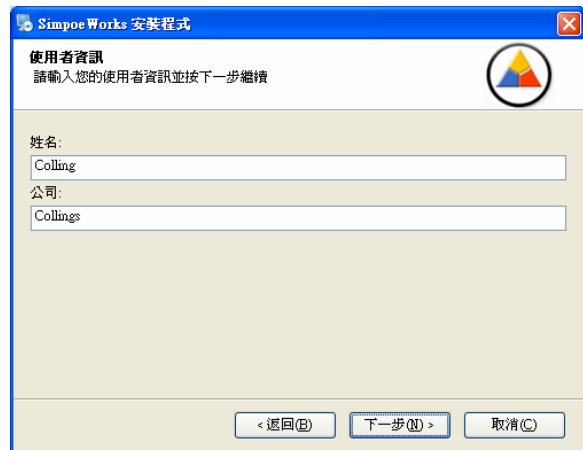 SimpoeWorks 安裝程式
使用者資訊
請輸入您的使用者資訊並按下一步繼續
姓名:
Colling
公司:
Collings
<返回(B) 下一步(N)> 取消(C)